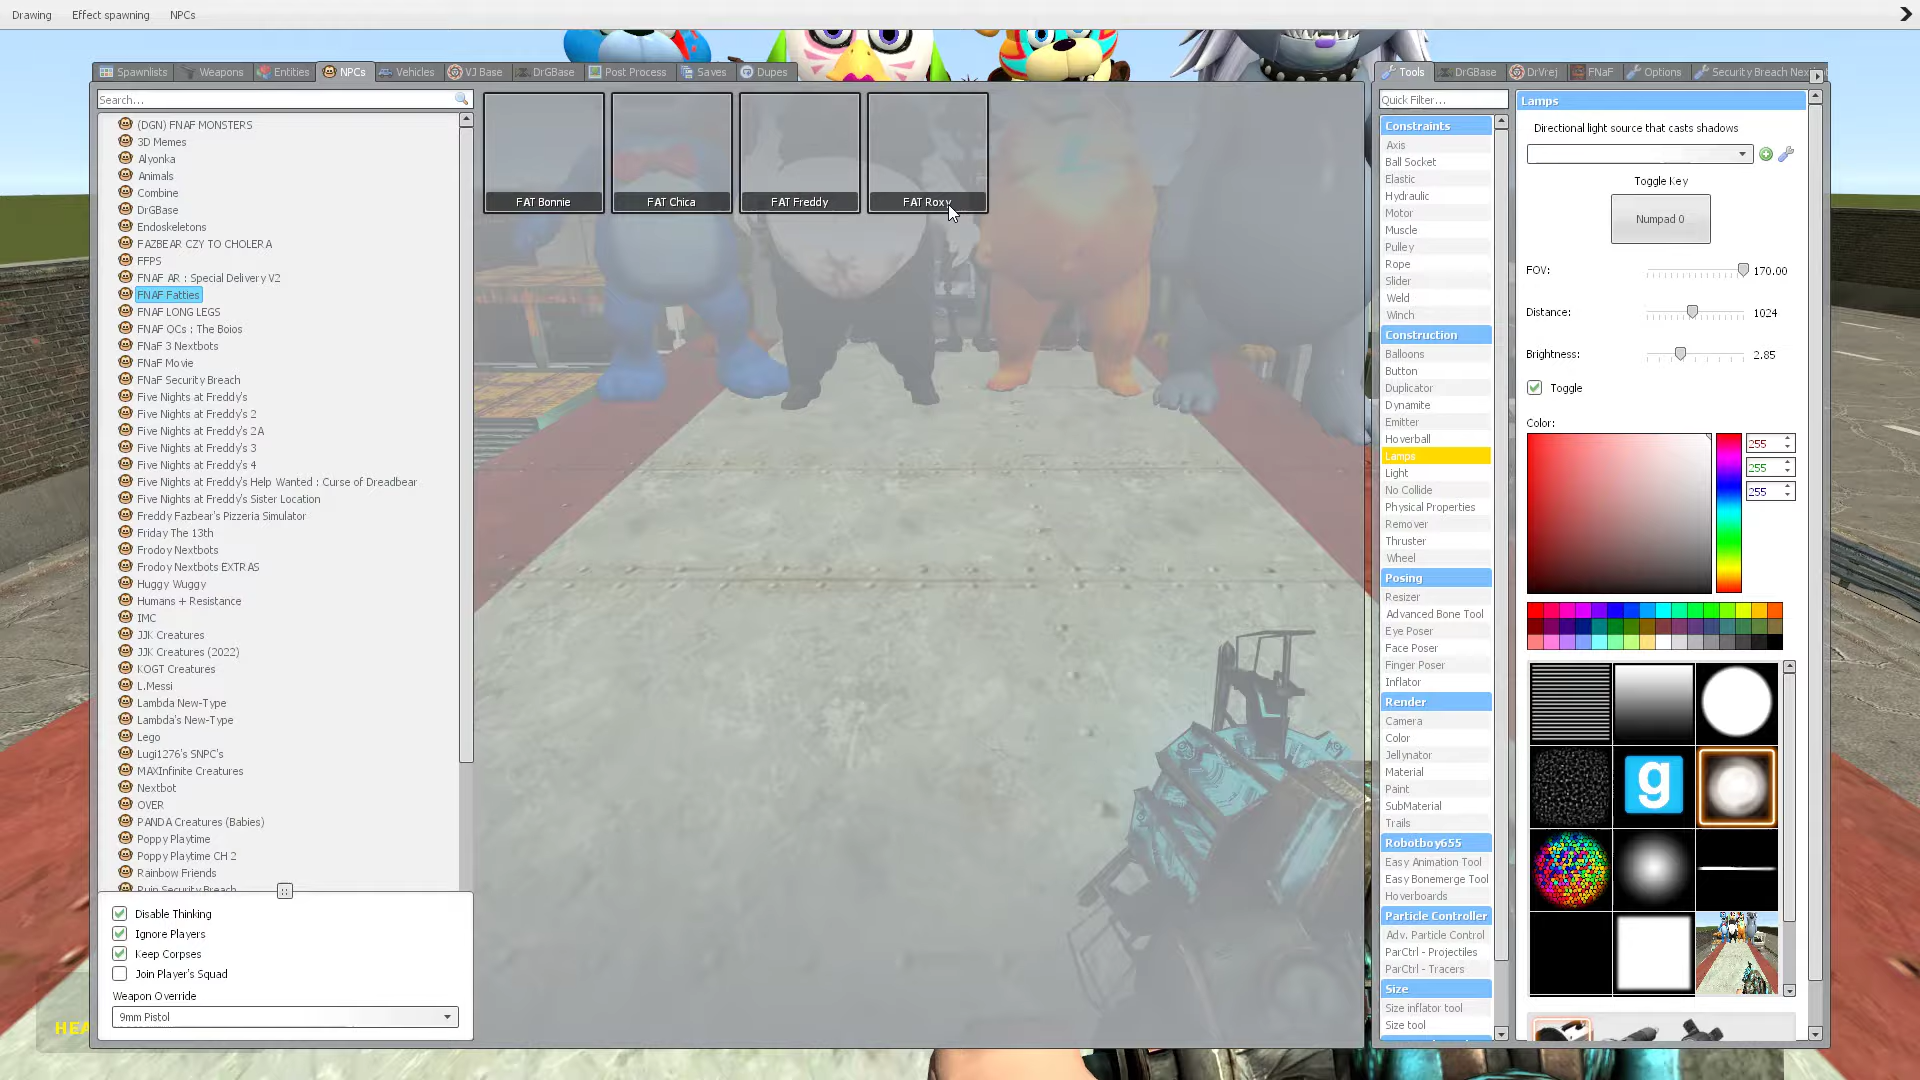 Drawing Effect spawning NPCs
Spawnlists Weapons Entities NPCs Vehicles VJ Base DrGBase Post Process Saves Dupes
Search...
(DGN) FNAF MONSTERS
3D Memes
Alyonka
Animals
Combine
DrGBase
Endoskeletons
FAZBEAR CZY TO CHOLERA
FFPS
FNAF AR : Special Delivery V2
FNAF Fatties
FNAF LONG LEGS
FNAF OCs : The Boios
FNAF 3 Nextbots
FNaF Movie
FNaF Security Breach
Five Nights at Freddy's
Five Nights at Freddy's 2
Five Nights at Freddy's 2A
Five Nights at Freddy's 3
Five Nights at Freddy's 4
Five Nights at Freddy's Help Wanted : Curse of Dreadbear
Five Nights at Freddy's Sister Location
Freddy Fazbear's Pizzeria Simulator
Friday The 13th
Frodoy Nextbots
Frodoy Nextbots EXTRAS
Huggy Wuggy
Humans + Resistance
IMC
JJK Creatures
JJK Creatures (2022)
KOGT Creatures
L.Messi
Lambda New-Type
Lambda's New-Type
Lego
Lugi1276's SNPC's
MAXInfinite Creatures
Nextbot
OVER
PANDA Creatures (Babies)
Poppy Playtime
Poppy Playtime CH 2
Rainbow Friends
Ruin Security Breach
Disable Thinking
Ignore Players
Keep Corpses
Join Player's Squad
Weapon Override
9mm Pistol
HEA
FAT Bonnie FAT Chica FAT Freddy FAT Roxy
Tools DrGBase DrVrej FNaF Options Security Breach Nex
Quick Filter...
Constraints
Axis
Ball Socket
Elastic
Hydraulic
Motor
Muscle
Pulley
Rope
Slider
Weld
Winch
Construction
Balloons
Button
Duplicator
Dynamite
Emitter
Hoverball
Lamps
Light
No Collide
Physical Properties
Remover
Thruster
Wheel
Posing
Resizer
Advanced Bone Tool
Eye Poser
Face Poser
Finger Poser
Inflator
Render
Camera
Color
Jellynator
Material
Paint
SubMaterial
Trails
Robotboy655
Easy Animation Tool
Easy Bonemerge Tool
Hoverboards
Particle Controller
Adv. Particle Control
ParCtrl - Projectiles
ParCtrl - Tracers
Size
Size inflator tool
Size tool
Lamps
Directional light source that casts shadows
Toggle Key
Numpad 0
FOV: 170.00
Distance: 1024
Brightness: 2.85
Toggle
Color:
255
255
255
g